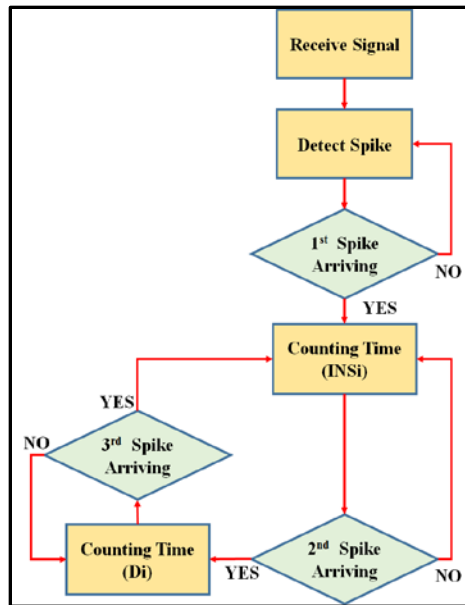 Receive Signal
Detect Spike
1st Spike
Arriving
NO
YES
Counting Time
(INSi)
YES
NO
3rd Spike
Arriving
Counting Time
(Di)
YES
2nd Spike
Arriving
NO